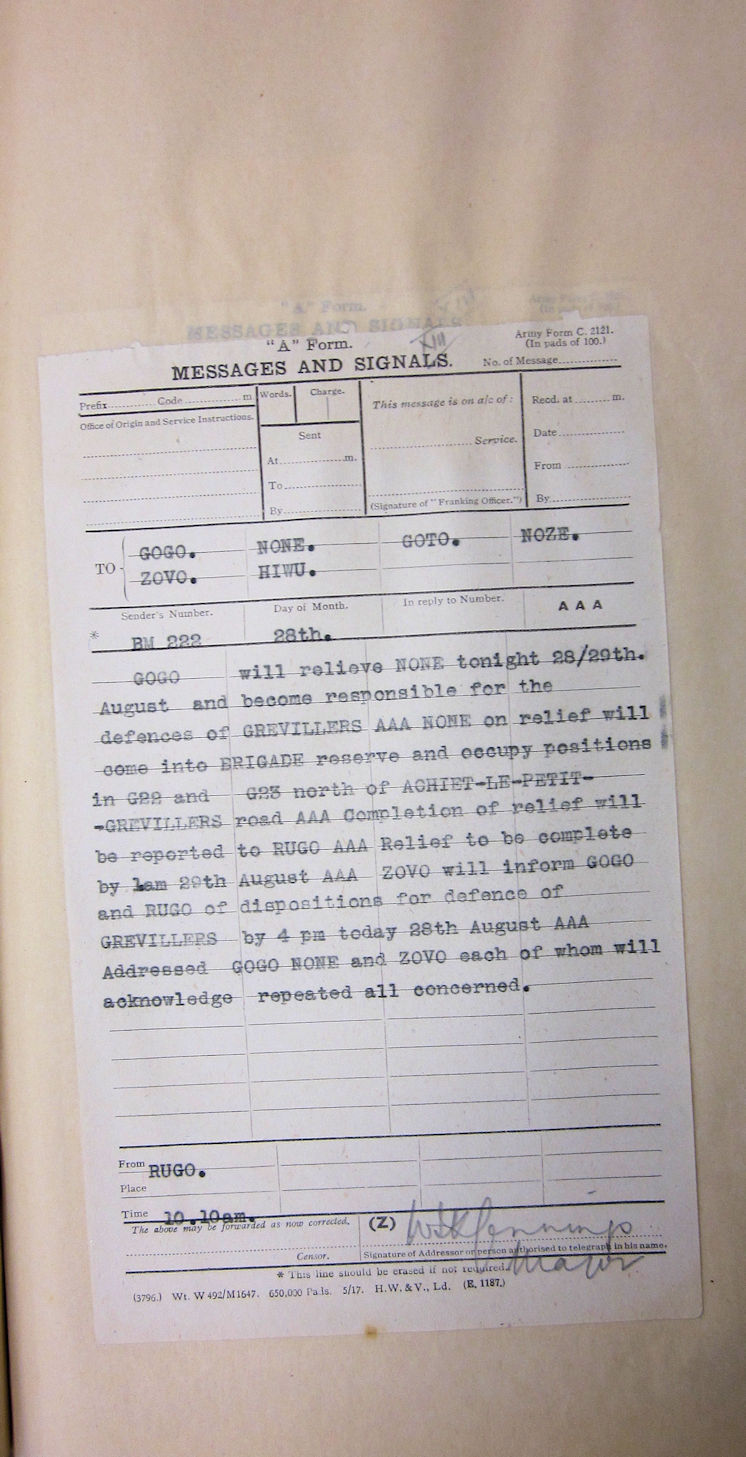 "A" Form.
MESSAGES AND SIGNALS.
Army Form C. 2121.
(In pads of 100.)
No. of Message..............
XIII
Prefix............ Code ............... m
Words. Charge.
This message is on a/c of :
Recd. at ......... m.
Office of Origin and Service Instructions.
Sent
At...............m.
To
By
Service.
(Signature of "Franking Officer.")
Date
From
By
TO
GOGO. NONE. GOTO. NOZE.
ZOVO. HIWU.
Sender's Number. Day of Month. In reply to Number. A A A
* BM 222 28th.
GOGO will relieve NONE tonight 28/29th.
August and become responsible for the
defences of GREVILLERS AAA NONE on relief will
come into BRIGADE reserve and occupy positions
in G22 and G23 north of ACHIET-LE-PETIT-
-GREVILLERS road AAA Completion of relief will
be reported to RUGO AAA Relief to be complete
by 1am 29th August AAA ZOVO will inform GOGO
and RUGO of dispositions for defence of
GREVILLERS by 4 pm today 28th August AAA
Addressed GOGO NONE and ZOVO each of whom will
acknowledge repeated all concerned.
From RUGO.
Place
Time 10.10am.
The above may be forwarded as now corrected. (Z)
Jennings
Censor. Signature of Addressor or person authorised to telegraph in his name.
Major
* This line should be erased if not required.
(3796.) Wt. W492/M1647. 650,000 Pads. 5/17. H.W.&V., Ld. (E. 1187.)